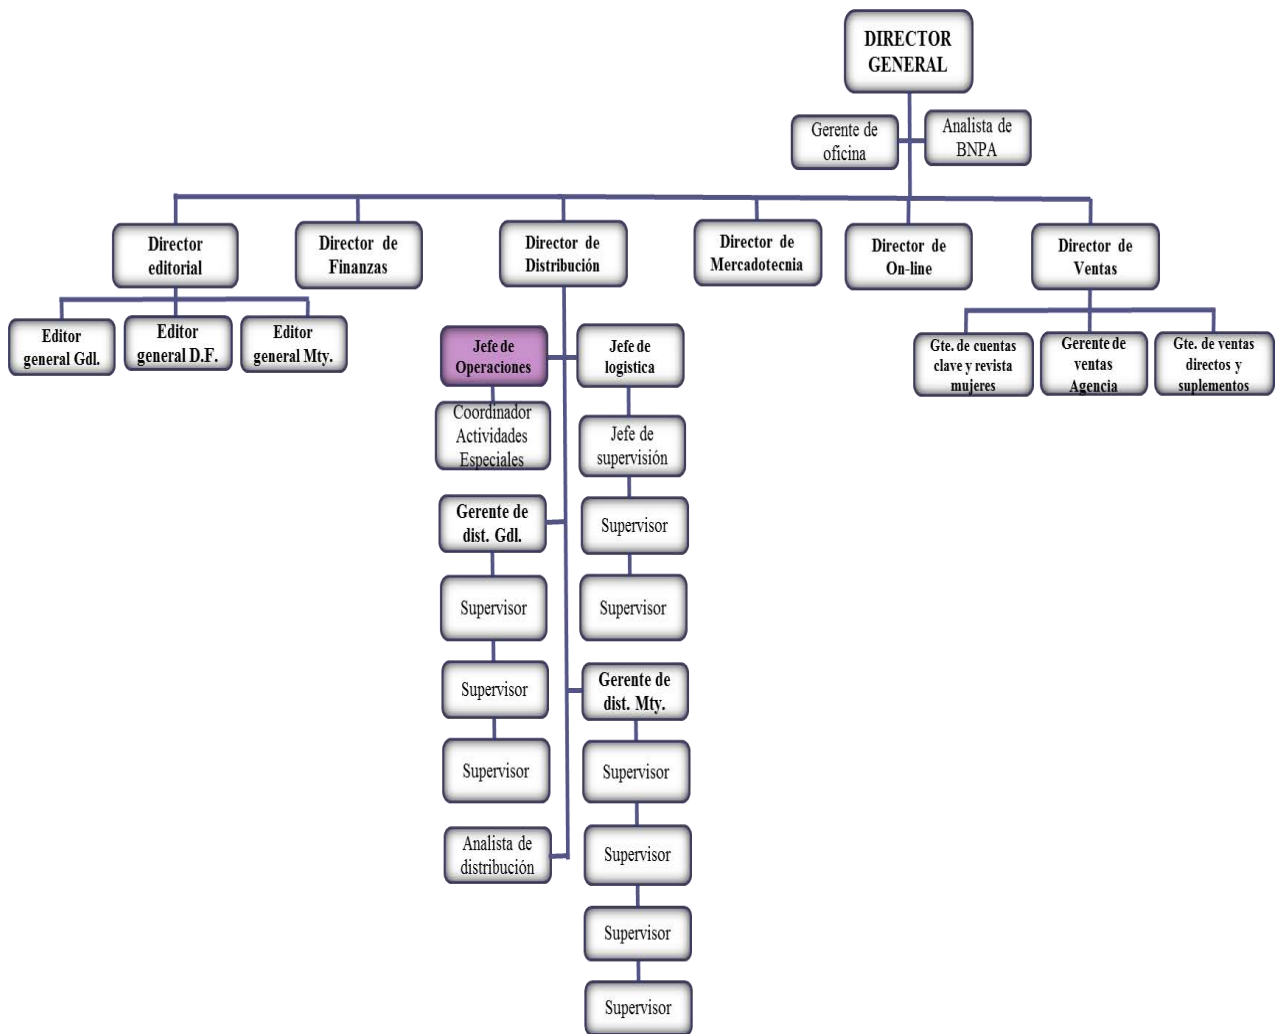 DIRECTOR
GENERAL
Gerente de
oficina
Analista de
BNPA
Director
editorial
Director de
Finanzas
Director de
Distribución
Director de
Mercadotecnia
Director de
On-line
Director de
Ventas
Editor
general Gdl.
Editor
general D.F.
Editor
general Mty.
Jefe de
Operaciones
Jefe de
logistica
Gte. de cuentas
clave y revista
mujeres
Gerente de
ventas
Agencia
Gte. de ventas
directos y
suplementos
Coordinador
Actividades
Especiales
Jefe de
supervisión
Gerente de
dist. Gdl.
Supervisor
Supervisor
Supervisor
Supervisor
Gerente de
dist. Mty.
Supervisor
Supervisor
Analista de
distribución
Supervisor
Supervisor
Supervisor